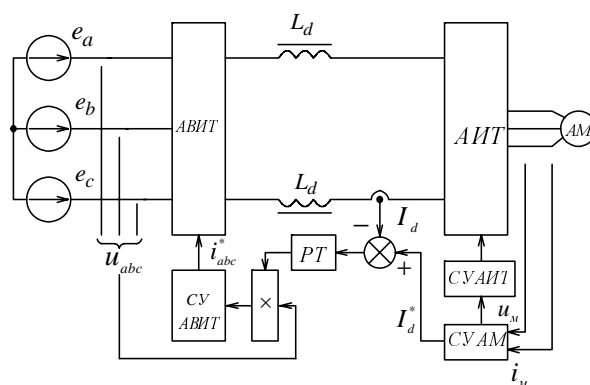 e_a
L_d
e_b
АВИТ
АИТ
АМ
e_c
L_d
I_d
−
i*_abc
РТ
+
u_abc
СУАИТ
СУ
АВИТ
×
I*_d
u_м
СУАМ
i_м